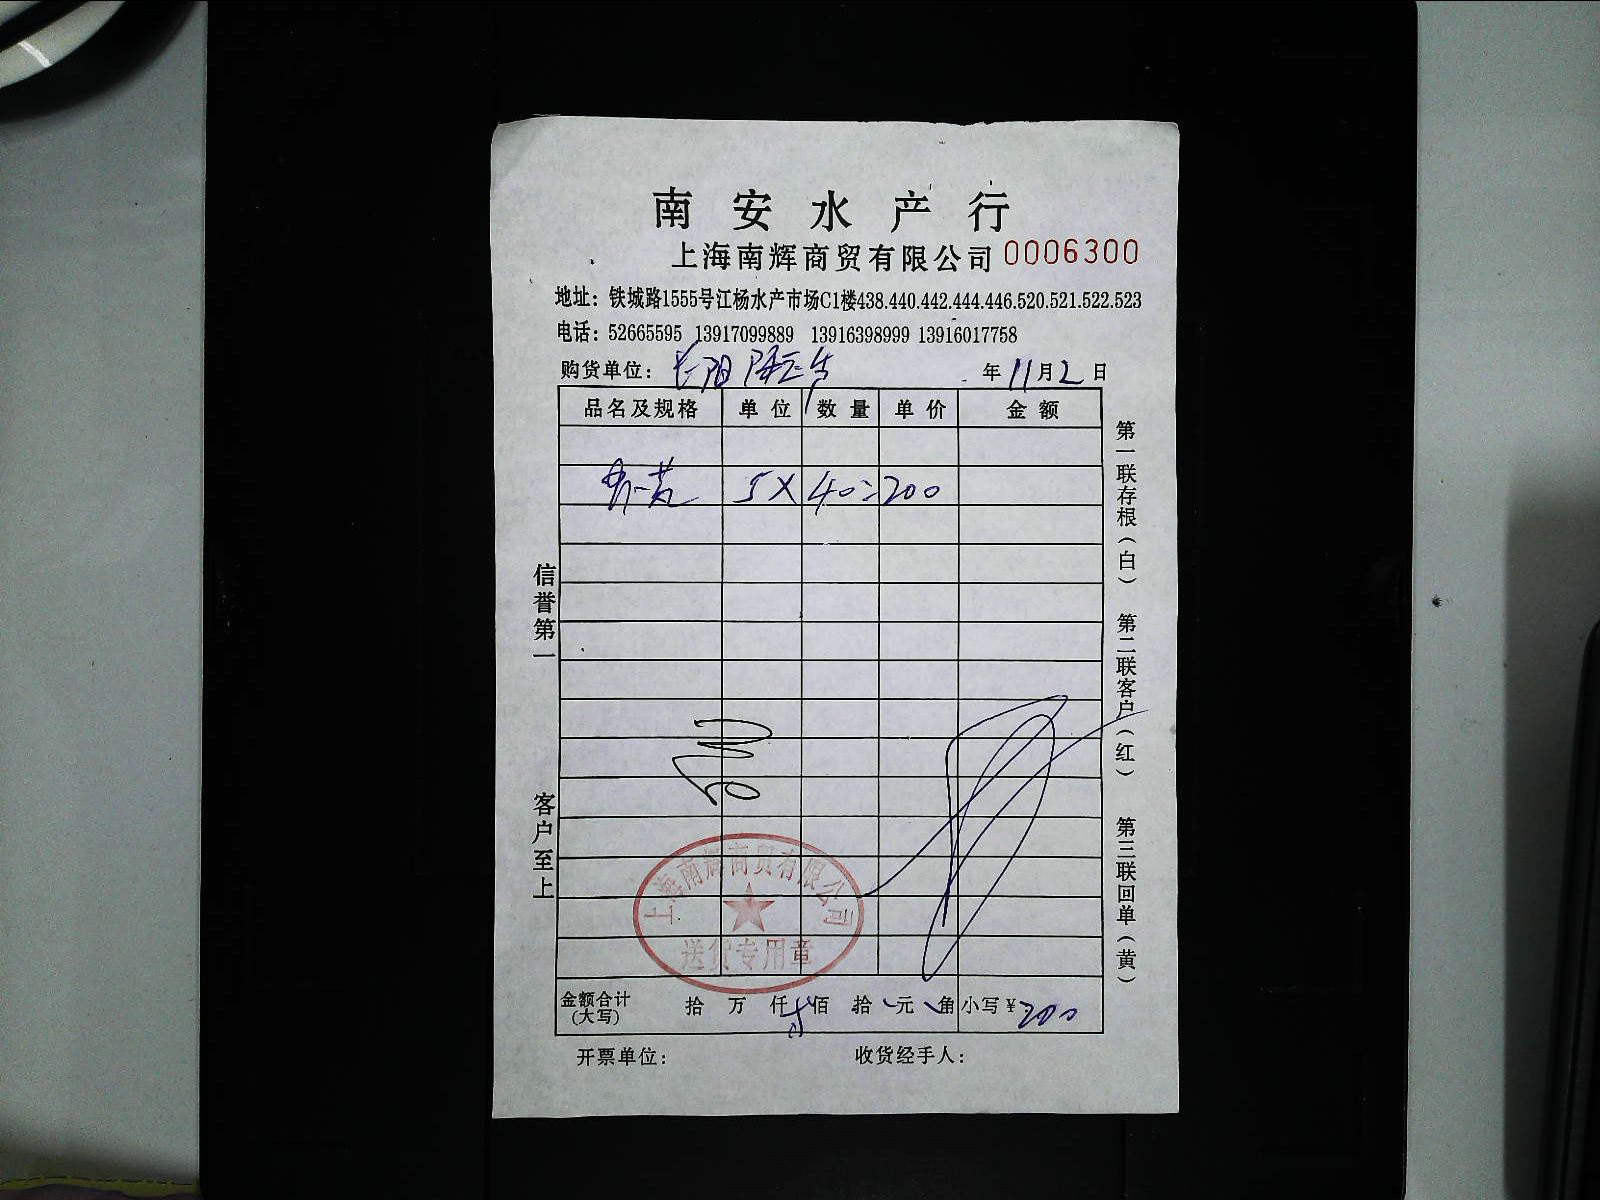 南安水产行
上海南辉商贸有限公司 0006300
地址：铁城路1555号江杨水产市场C1楼438.440.442.444.446.520.521.522.523
电话：52665595 13917099889 13916398999 13916017758
购货单位： 长阳 年 11 月 2 日
品名及规格 单位 数量 单价 金额
5 X 40=200
信誉第一 客户至上
第一联存根（白） 第二联客户（红） 第三联回单（黄）
上海南辉商贸有限公司
送货专用章
金额合计(大写) 拾 万 仟 佰 拾 元 角 小写￥：200
开票单位： 收货经手人：